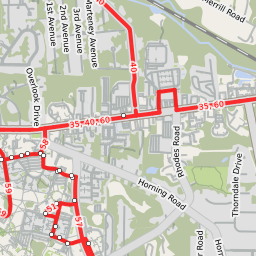 Merrill Road
1st Avenue
2nd Avenue
3rd Avenue
Marteney Avenue
40
40
Overlook Drive
35,60
35,40,60
58
Rhodes Road
Thorndale Drive
Horning Road
59
51
57